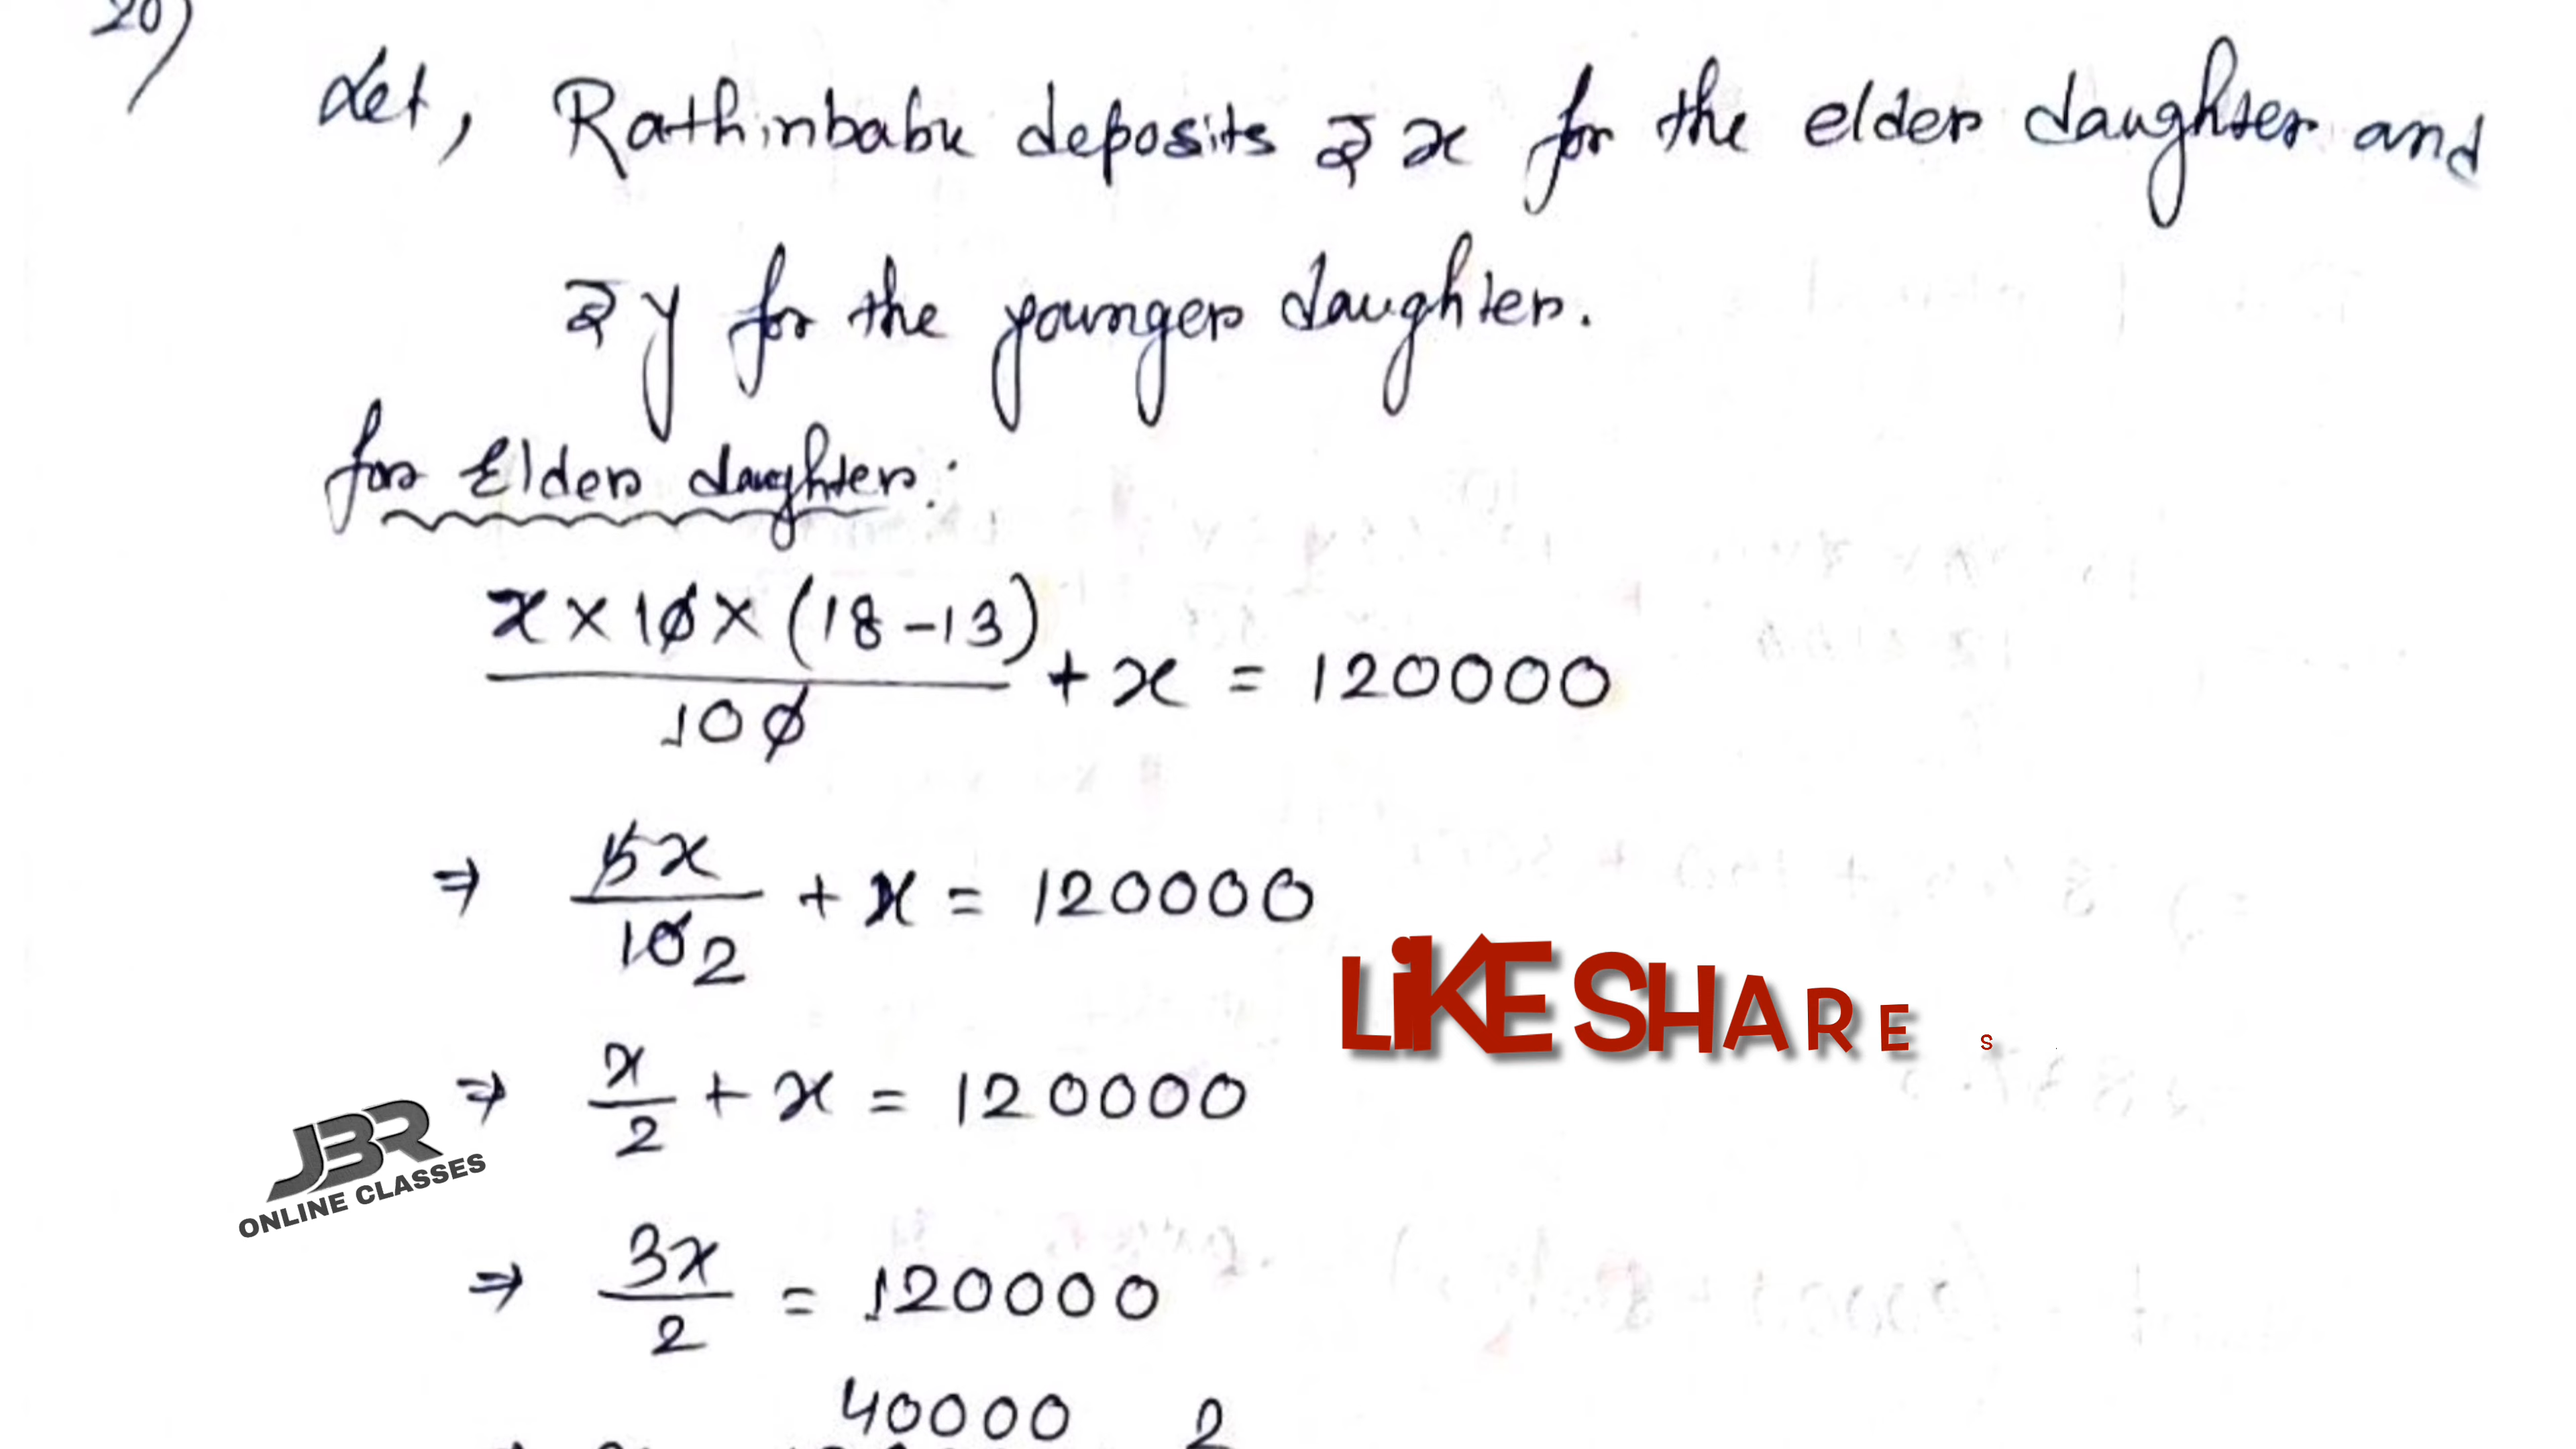 20)
Let, Rathinbabu deposits ₹ x for the elder daughter and
₹ y for the younger daughter.
for Elder daughter:
x × 10 × (18 - 13)
100
+ x = 120000
⇒ 5x/10 2 + x = 120000
⇒ x/2 + x = 120000
⇒ 3x/2 = 120000
40000 2
LiKE SHARE S
JBR
ONLINE CLASSES